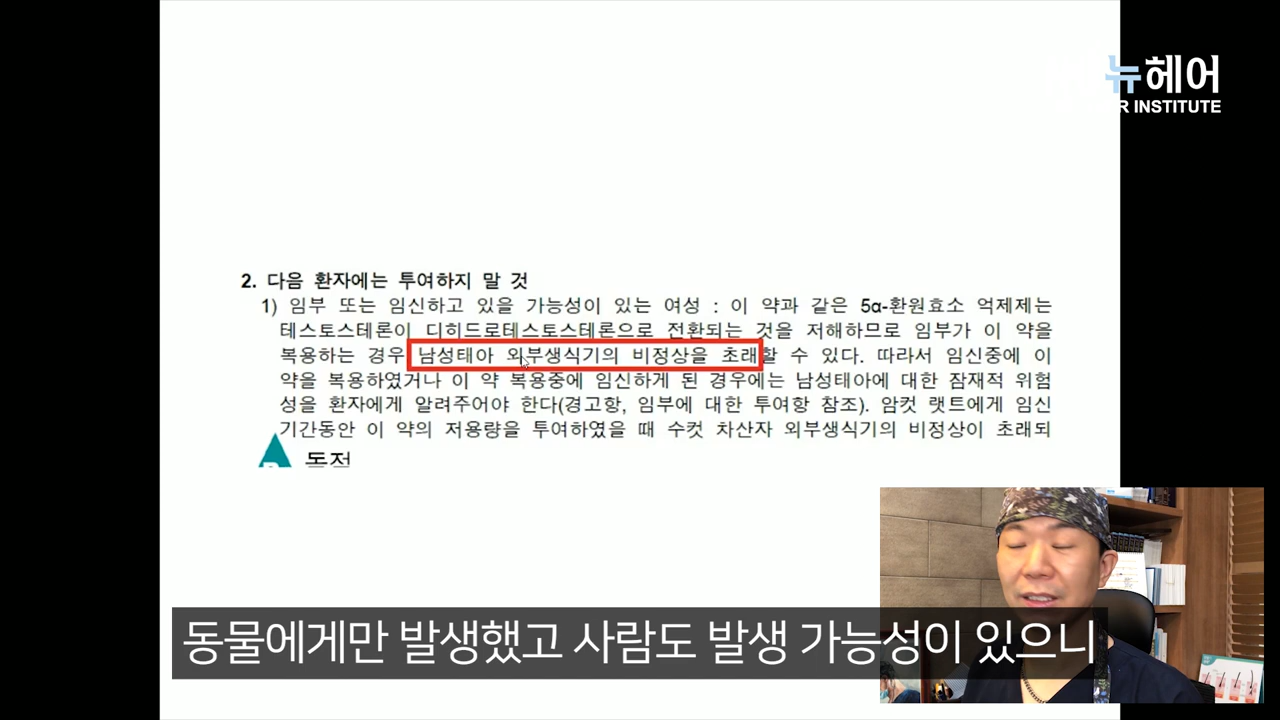 뉴헤어
R INSTITUTE
2. 다음 환자에는 투여하지 말 것
1) 임부 또는 임신하고 있을 가능성이 있는 여성 : 이 약과 같은 5α-환원효소 억제제는
테스토스테론이 디히드로테스토스테론으로 전환되는 것을 저해하므로 임부가 이 약을
복용하는 경우 남성태아 외부생식기의 비정상을 초래할 수 있다. 따라서 임신중에 이
약을 복용하였거나 이 약 복용중에 임신하게 된 경우에는 남성태아에 대한 잠재적 위험
성을 환자에게 알려주어야 한다(경고항, 임부에 대한 투여항 참조). 암컷 랫트에게 임신
기간동안 이 약의 저용량을 투여하였을 때 수컷 차산자 외부생식기의 비정상이 초래되
동물에게만 발생했고 사람도 발생 가능성이 있으니